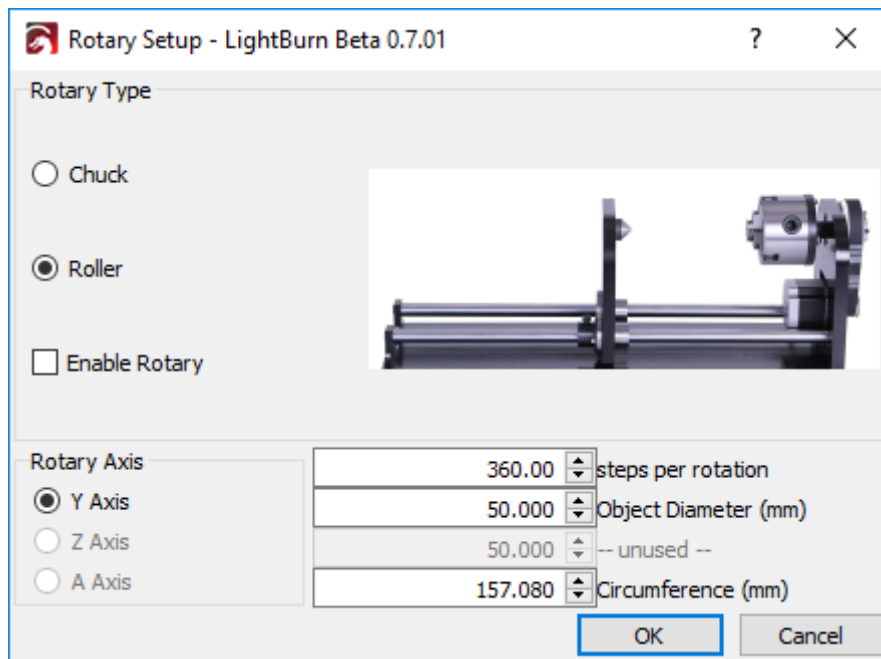 Rotary Setup - LightBurn Beta 0.7.01 ?
Rotary Type
Chuck
Roller
Enable Rotary
Rotary Axis
Y Axis
Z Axis
A Axis
360.00 steps per rotation
50.000 Object Diameter (mm)
50.000 -- unused --
157.080 Circumference (mm)
OK Cancel